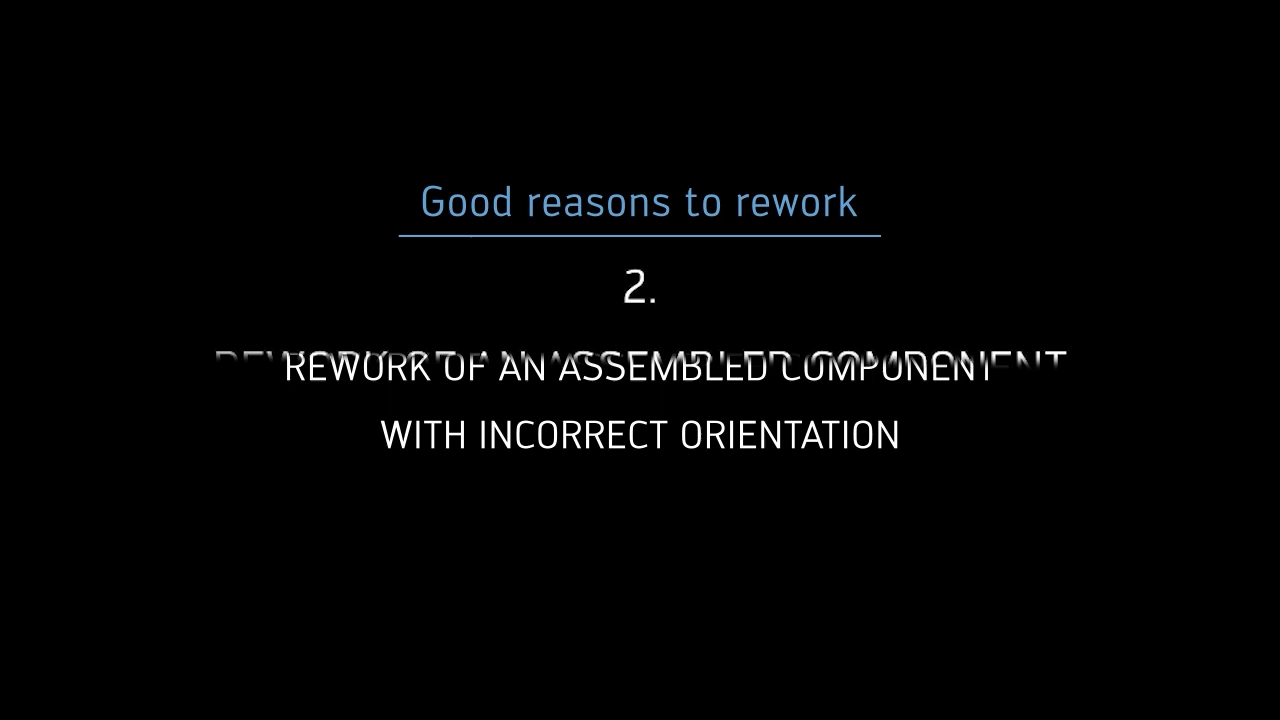 Good reasons to rework
2.
REWORK OF AN ASSEMBLED COMPONENT
WITH INCORRECT ORIENTATION